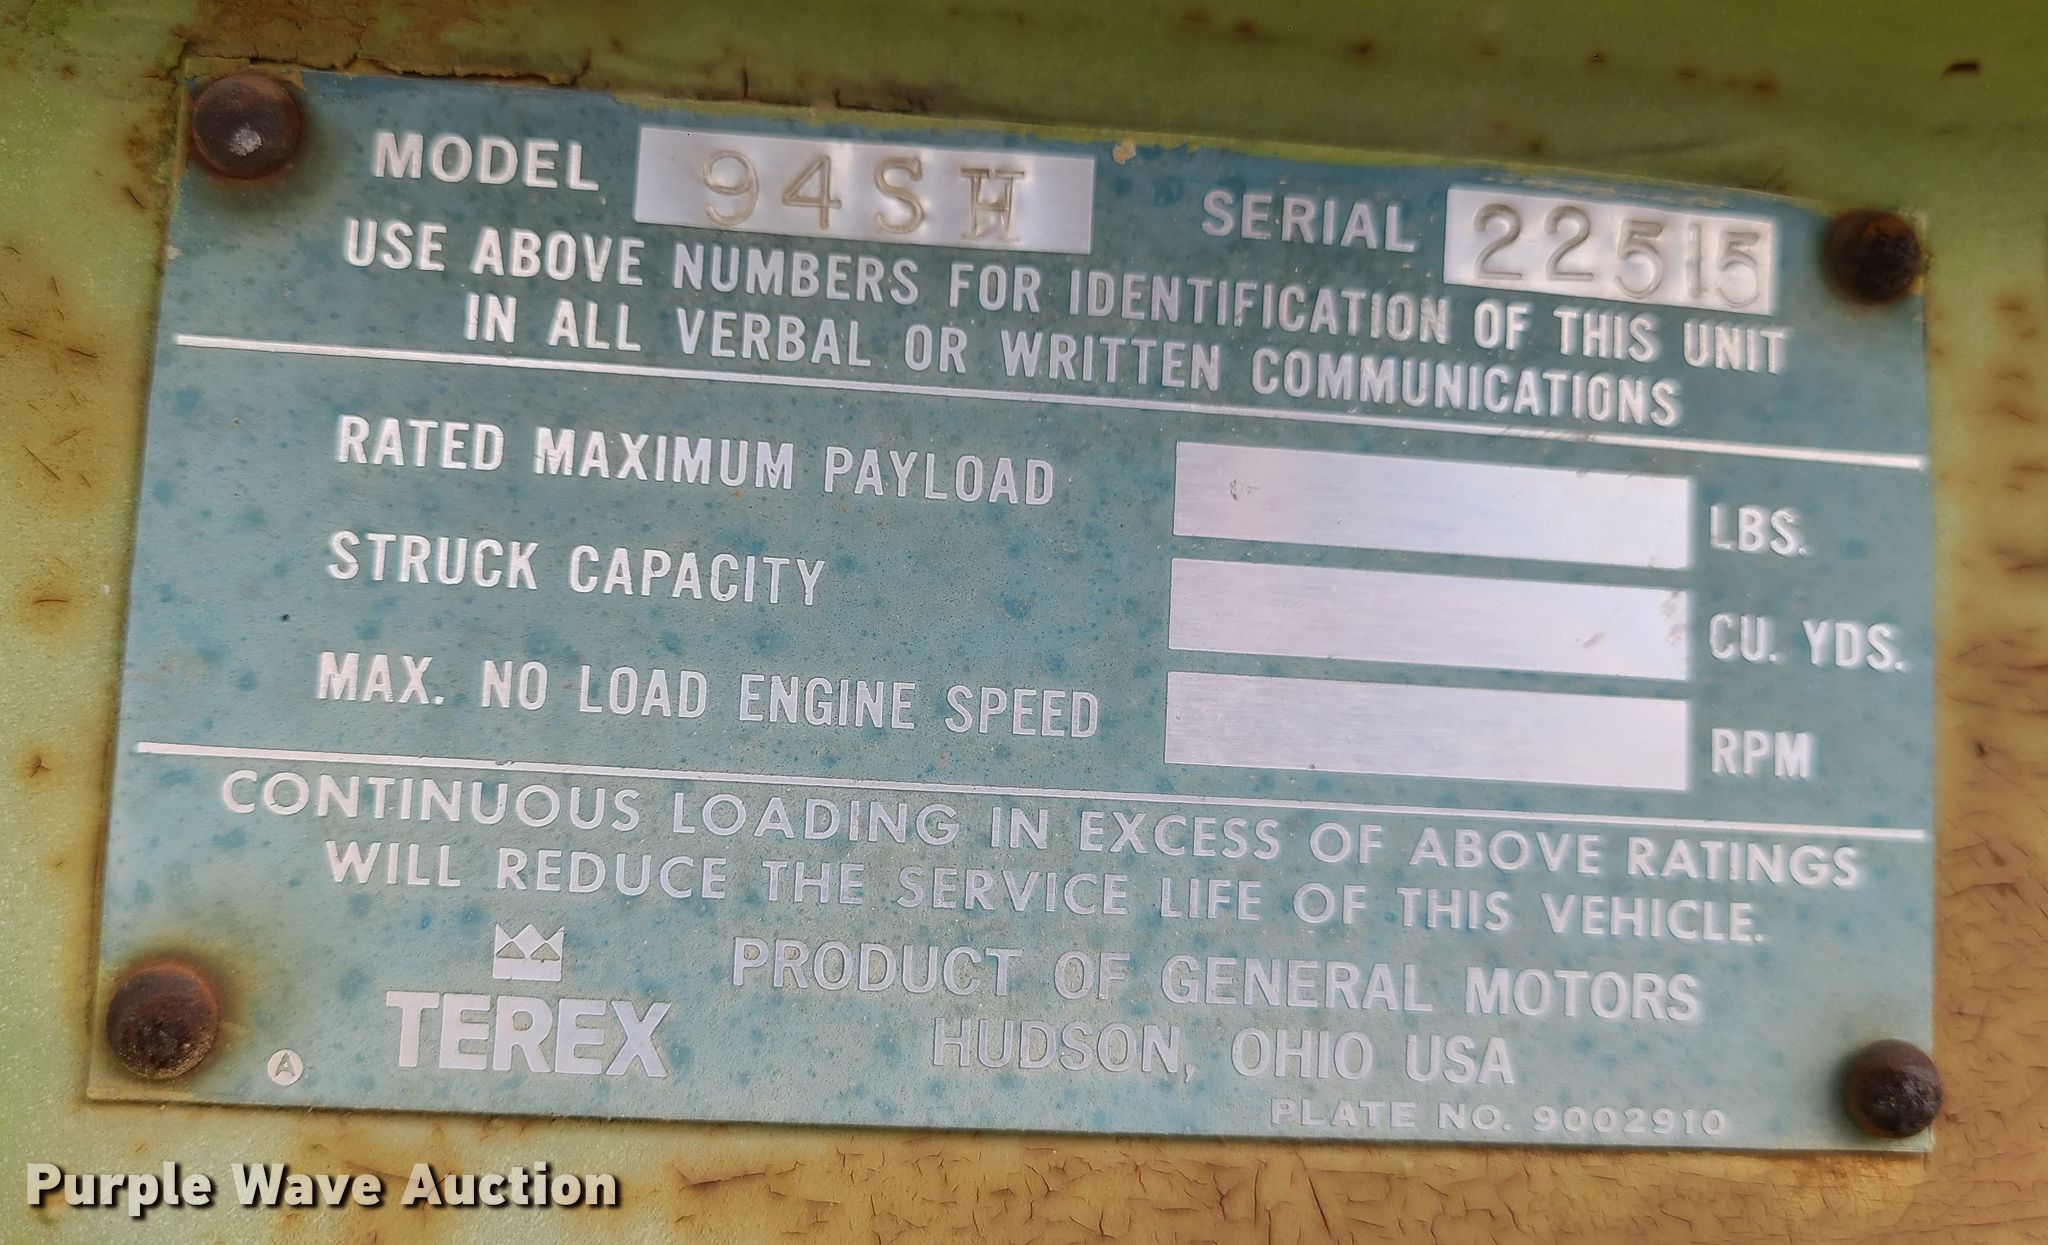 MODEL 94SH SERIAL 22515
USE ABOVE NUMBERS FOR IDENTIFICATION OF THIS UNIT
IN ALL VERBAL OR WRITTEN COMMUNICATIONS
RATED MAXIMUM PAYLOAD LBS.
STRUCK CAPACITY CU. YDS.
MAX. NO LOAD ENGINE SPEED RPM
CONTINUOUS LOADING IN EXCESS OF ABOVE RATINGS
WILL REDUCE THE SERVICE LIFE OF THIS VEHICLE.
PRODUCT OF GENERAL MOTORS
A TEREX HUDSON, OHIO USA
PLATE NO. 9002910
Purple Wave Auction